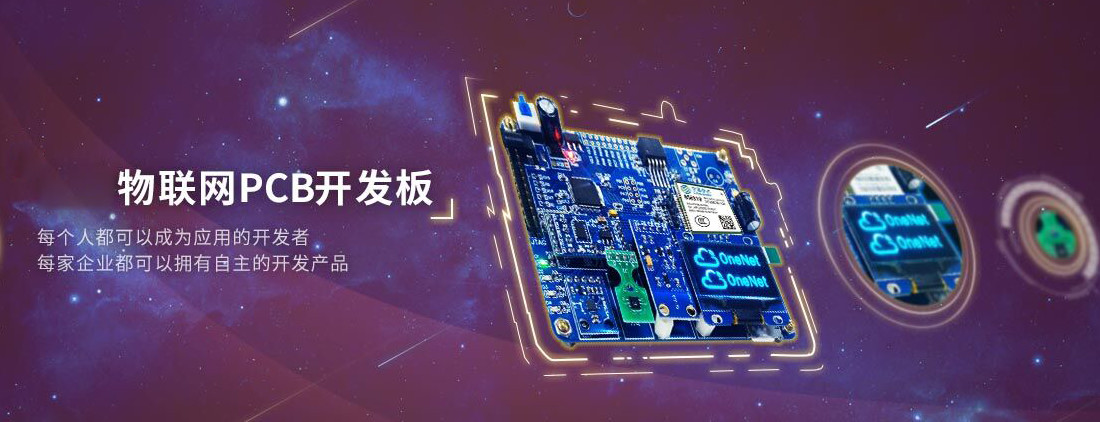 物联网PCB开发板
每个人都可以成为应用的开发者
每家企业都可以拥有自主的开发产品
OneNet
OneNet
OneNet
OneNet